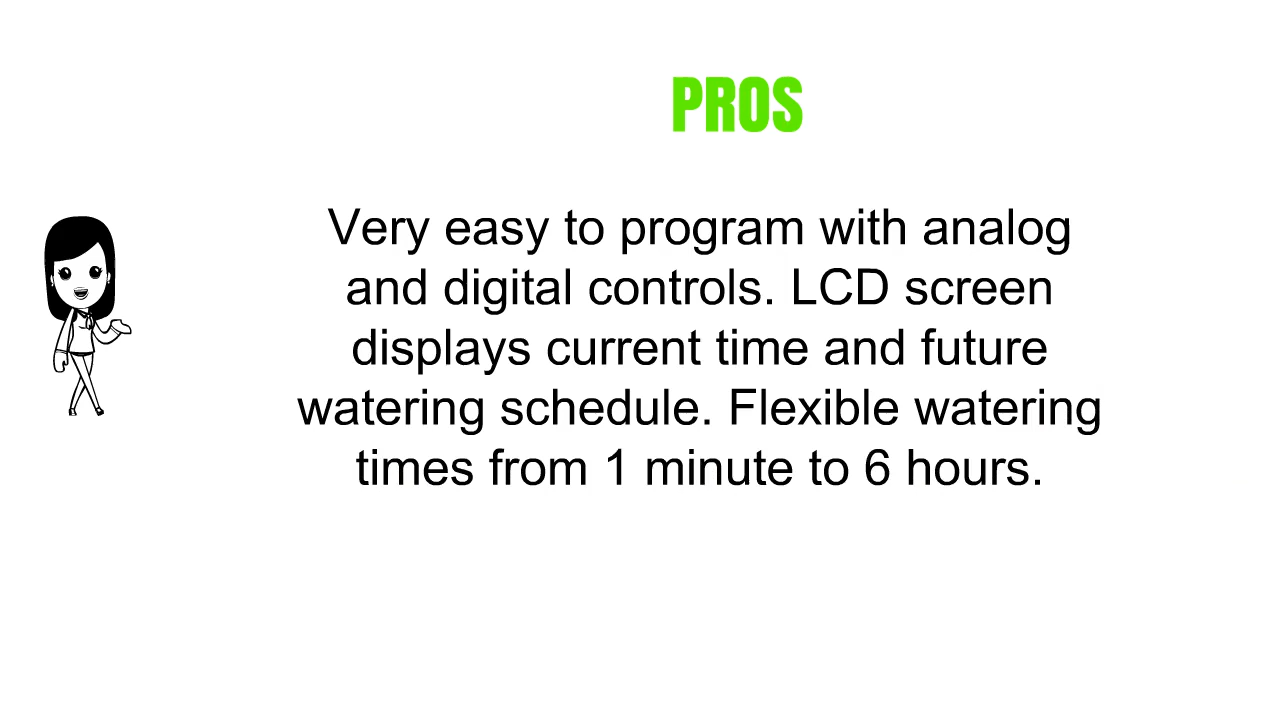 PROS
Very easy to program with analog
and digital controls. LCD screen
displays current time and future
watering schedule. Flexible watering
times from 1 minute to 6 hours.